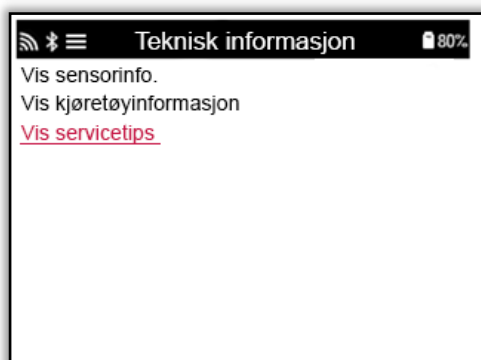 Teknisk informasjon 80%
Vis sensorinfo.
Vis kjøretøyinformasjon
Vis servicetips